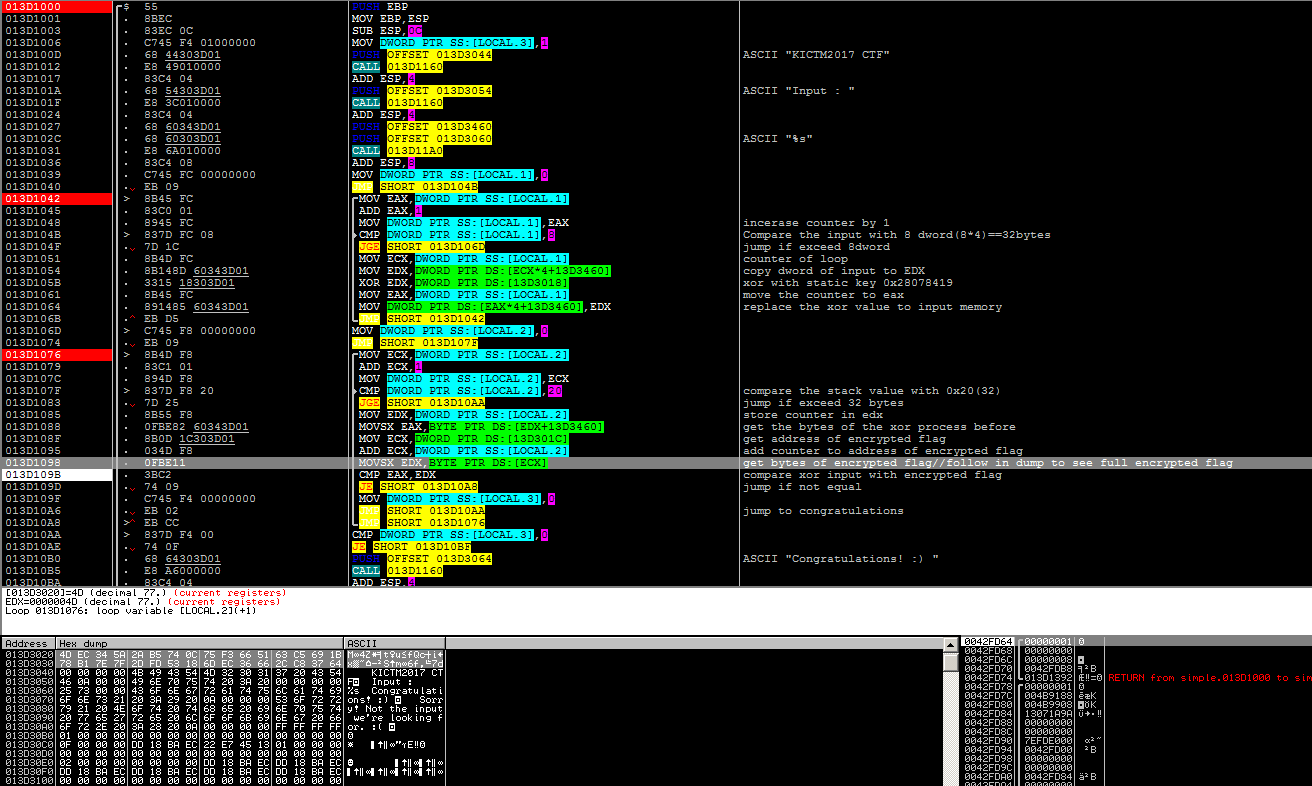 013D1000 $ 55 PUSH EBP
013D1001 . 8BEC MOV EBP,ESP
013D1003 . 83EC 0C SUB ESP,0C
013D1006 . C745 F4 01000000 MOV DWORD PTR SS:[LOCAL.3],1
013D100D . 68 44303D01 PUSH OFFSET 013D3044 ASCII "KICTM2017 CTF"
013D1012 . E8 49010000 CALL 013D1160
013D1017 . 83C4 04 ADD ESP,4
013D101A . 68 54303D01 PUSH OFFSET 013D3054 ASCII "Input : "
013D101F . E8 3C010000 CALL 013D1160
013D1024 . 83C4 04 ADD ESP,4
013D1027 . 68 60343D01 PUSH OFFSET 013D3460
013D102C . 68 60303D01 PUSH OFFSET 013D3060 ASCII "%s"
013D1031 . E8 6A010000 CALL 013D11A0
013D1036 . 83C4 08 ADD ESP,8
013D1039 . C745 FC 00000000 MOV DWORD PTR SS:[LOCAL.1],0
013D1040 . EB 09 JMP SHORT 013D104B
013D1042 > 8B45 FC MOV EAX,DWORD PTR SS:[LOCAL.1]
013D1045 . 83C0 01 ADD EAX,1
013D1048 . 8945 FC MOV DWORD PTR SS:[LOCAL.1],EAX incerase counter by 1
013D104B > 837D FC 08 CMP DWORD PTR SS:[LOCAL.1],8 Compare the input with 8 dword(8*4)==32bytes
013D104F . 7D 1C JGE SHORT 013D106D jump if exceed 8dword
013D1051 . 8B4D FC MOV ECX,DWORD PTR SS:[LOCAL.1] counter of loop
013D1054 . 8B148D 60343D01 MOV EDX,DWORD PTR DS:[ECX*4+13D3460] copy dword of input to EDX
013D105B . 3315 18303D01 XOR EDX,DWORD PTR DS:[13D3018] xor with static key 0x28078419
013D1061 . 8B45 FC MOV EAX,DWORD PTR SS:[LOCAL.1] move the counter to eax
013D1064 . 891485 60343D01 MOV DWORD PTR DS:[EAX*4+13D3460],EDX replace the xor value to input memory
013D106B .^ EB D5 JMP SHORT 013D1042
013D106D > C745 F8 00000000 MOV DWORD PTR SS:[LOCAL.2],0
013D1074 . EB 09 JMP SHORT 013D107F
013D1076 > 8B4D F8 MOV ECX,DWORD PTR SS:[LOCAL.2]
013D1079 . 83C1 01 ADD ECX,1
013D107C . 894D F8 MOV DWORD PTR SS:[LOCAL.2],ECX
013D107F > 837D F8 20 CMP DWORD PTR SS:[LOCAL.2],20 compare the stack value with 0x20(32)
013D1083 . 7D 25 JGE SHORT 013D10AA jump if exceed 32 bytes
013D1085 . 8B55 F8 MOV EDX,DWORD PTR SS:[LOCAL.2] store counter in edx
013D1088 . 0FBE82 60343D01 MOVSX EAX,BYTE PTR DS:[EDX+13D3460] get the bytes of the xor process before
013D108F . 8B0D 1C303D01 MOV ECX,DWORD PTR DS:[13D301C] get address of encrypted flag
013D1095 . 034D F8 ADD ECX,DWORD PTR SS:[LOCAL.2] add counter to address of encrypted flag
013D1098 . 0FBE11 MOVSX EDX,BYTE PTR DS:[ECX] get bytes of encrypted flag//follow in dump to see full encrypted flag
013D109B . 3BC2 CMP EAX,EDX compare xor input with encrypted flag
013D109D . 74 09 JE SHORT 013D10A8 jump if not equal
013D109F . C745 F4 00000000 MOV DWORD PTR SS:[LOCAL.3],0
013D10A6 . EB 02 JMP SHORT 013D10AA jump to congratulations
013D10A8 >^ EB CC JMP SHORT 013D1076
013D10AA > 837D F4 00 CMP DWORD PTR SS:[LOCAL.3],0
013D10AE . 74 0F JE SHORT 013D10BF
013D10B0 . 68 64303D01 PUSH OFFSET 013D3064 ASCII "Congratulations! :) "
013D10B5 . E8 A6000000 CALL 013D1160
013D10BA . 83C4 04 ADD ESP,4
[013D3020]=4D (decimal 77.) (current registers)
EDX=0000004D (decimal 77.) (current registers)
Loop 013D1076: loop variable [LOCAL.2](+1)
Address Hex dump ASCII
013D3020 4D EC 34 5A 2A B5 74 0C 75 F3 66 51 63 C5 69 1B
013D3030 78 B1 7E 7F 2D FD 53 18 6D EC 36 66 2C C8 37 64
013D3040 00 00 00 00 4B 49 43 54 4D 32 30 31 37 20 43 54 KICTM2017 CT
013D3050 46 0A 00 00 49 6E 70 75 74 20 3A 20 00 00 00 00 Input :
013D3060 25 73 00 00 43 6F 6E 67 72 61 74 75 6C 61 74 69 %s Congratulati
013D3070 6F 6E 73 21 20 3A 29 20 0A 00 00 00 53 6F 72 72 ons! :) Sorr
013D3080 79 21 20 4E 6F 74 20 74 68 65 20 69 6E 70 75 74 y! Not the input
013D3090 20 77 65 27 72 65 20 6C 6F 6F 6B 69 6E 67 20 66 we're looking f
013D30A0 6F 72 2E 20 3A 28 20 0A 00 00 00 00 FF FF FF FF or. :(
013D30B0 01 00 00 00 00 00 00 00 00 00 00 00 00 00 00 00
013D30C0 0F 00 00 00 DD 18 BA EC 22 E7 45 13 01 00 00 00
013D30D0 00 00 00 00 00 00 00 00 00 00 00 00 00 00 00 00
013D30E0 02 00 00 00 00 00 00 00 DD 18 BA EC DD 18 BA EC
013D30F0 DD 18 BA EC DD 18 BA EC DD 18 BA EC DD 18 BA EC
013D3100 00 00 00 00 00 00 00 00 00 00 00 00 00 00 00 00
0042FD64 00000001
0042FD68 00000000
0042FD6C 00000008
0042FD70 0042FDB8
0042FD74 013D1392 RETURN from simple.013D1000 to sim
0042FD78 00000001
0042FD7C 004B9188
0042FD80 004B9908
0042FD84 13071A9A
0042FD88 00000000
0042FD8C 00000000
0042FD90 7EFDE000
0042FD94 0042FD00
0042FD98 00000000
0042FD9C 00000000
0042FDA0 0042FD84